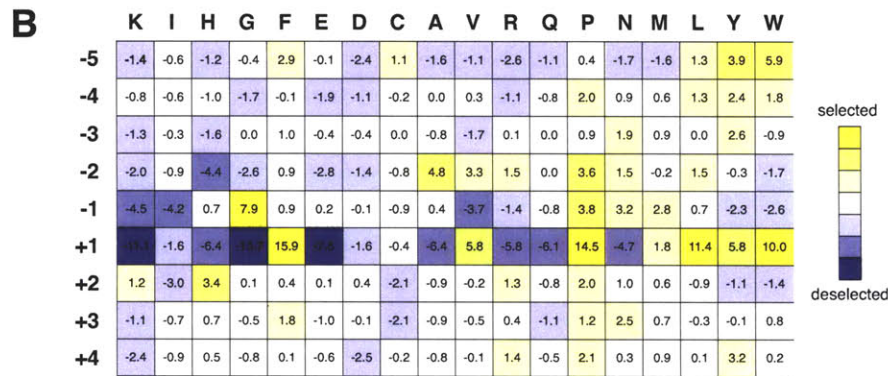 B
K I H G F E D C A V R Q P N M L Y W
-5 -1.4 -0.6 -1.2 -0.4 2.9 -0.1 -2.4 1.1 -1.6 -1.1 -2.6 -1.1 0.4 -1.7 -1.6 1.3 3.9 5.9
-4 -0.8 -0.6 -1.0 -1.7 -0.1 -1.9 -1.1 -0.2 0.0 0.3 -1.1 -0.8 2.0 0.9 0.6 1.3 2.4 1.8
-3 -1.3 -0.3 -1.6 0.0 1.0 -0.4 -0.4 0.0 -0.8 -1.7 0.1 0.0 0.9 1.9 0.9 0.0 2.6 -0.9
-2 -2.0 -0.9 -4.4 -2.6 0.9 -2.8 -1.4 -0.8 4.8 3.3 1.5 0.0 3.6 1.5 -0.2 1.5 -0.3 -1.7
-1 -4.5 -4.2 0.7 7.9 0.9 0.2 -0.1 -0.9 0.4 -3.7 -1.4 -0.8 3.8 3.2 2.8 0.7 -2.3 -2.6
+1 -1.6 -6.4 15.9 -1.6 -0.4 -6.4 5.8 -5.8 -6.1 14.5 -4.7 1.8 11.4 5.8 10.0
+2 1.2 -3.0 3.4 0.1 0.4 0.1 0.4 -2.1 -0.9 -0.2 1.3 -0.8 2.0 1.0 0.6 -0.9 -1.1 -1.4
+3 -1.1 -0.7 0.7 -0.5 1.8 -1.0 -0.1 -2.1 -0.9 -0.5 0.4 -1.1 1.2 2.5 0.7 -0.3 -0.1 0.8
+4 -2.4 -0.9 0.5 -0.8 0.1 -0.6 -2.5 -0.2 -0.8 -0.1 1.4 -0.5 2.1 0.3 0.9 0.1 3.2 0.2
selected
deselected